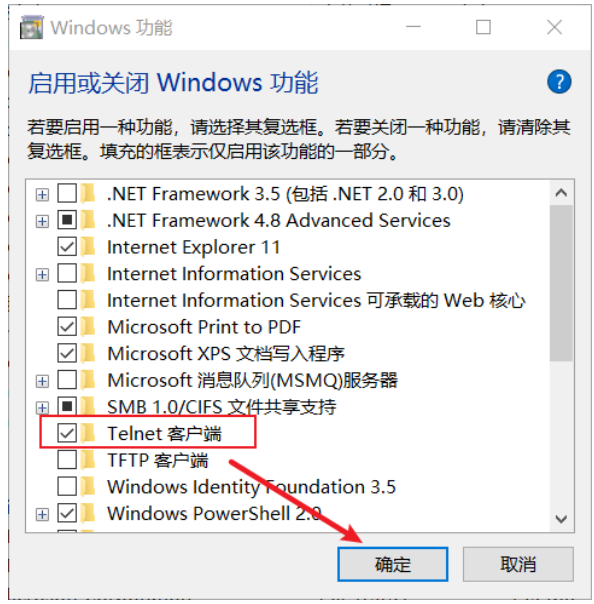 Windows 功能
启用或关闭 Windows 功能
若要启用一种功能，请选择其复选框。若要关闭一种功能，请清除其
复选框。填充的框表示仅启用该功能的一部分。
.NET Framework 3.5 (包括 .NET 2.0 和 3.0)
.NET Framework 4.8 Advanced Services
Internet Explorer 11
Internet Information Services
Internet Information Services 可承载的 Web 核心
Microsoft Print to PDF
Microsoft XPS 文档写入程序
Microsoft 消息队列(MSMQ)服务器
SMB 1.0/CIFS 文件共享支持
Telnet 客户端
TFTP 客户端
Windows Identity Foundation 3.5
Windows PowerShell 2.0
确定
取消